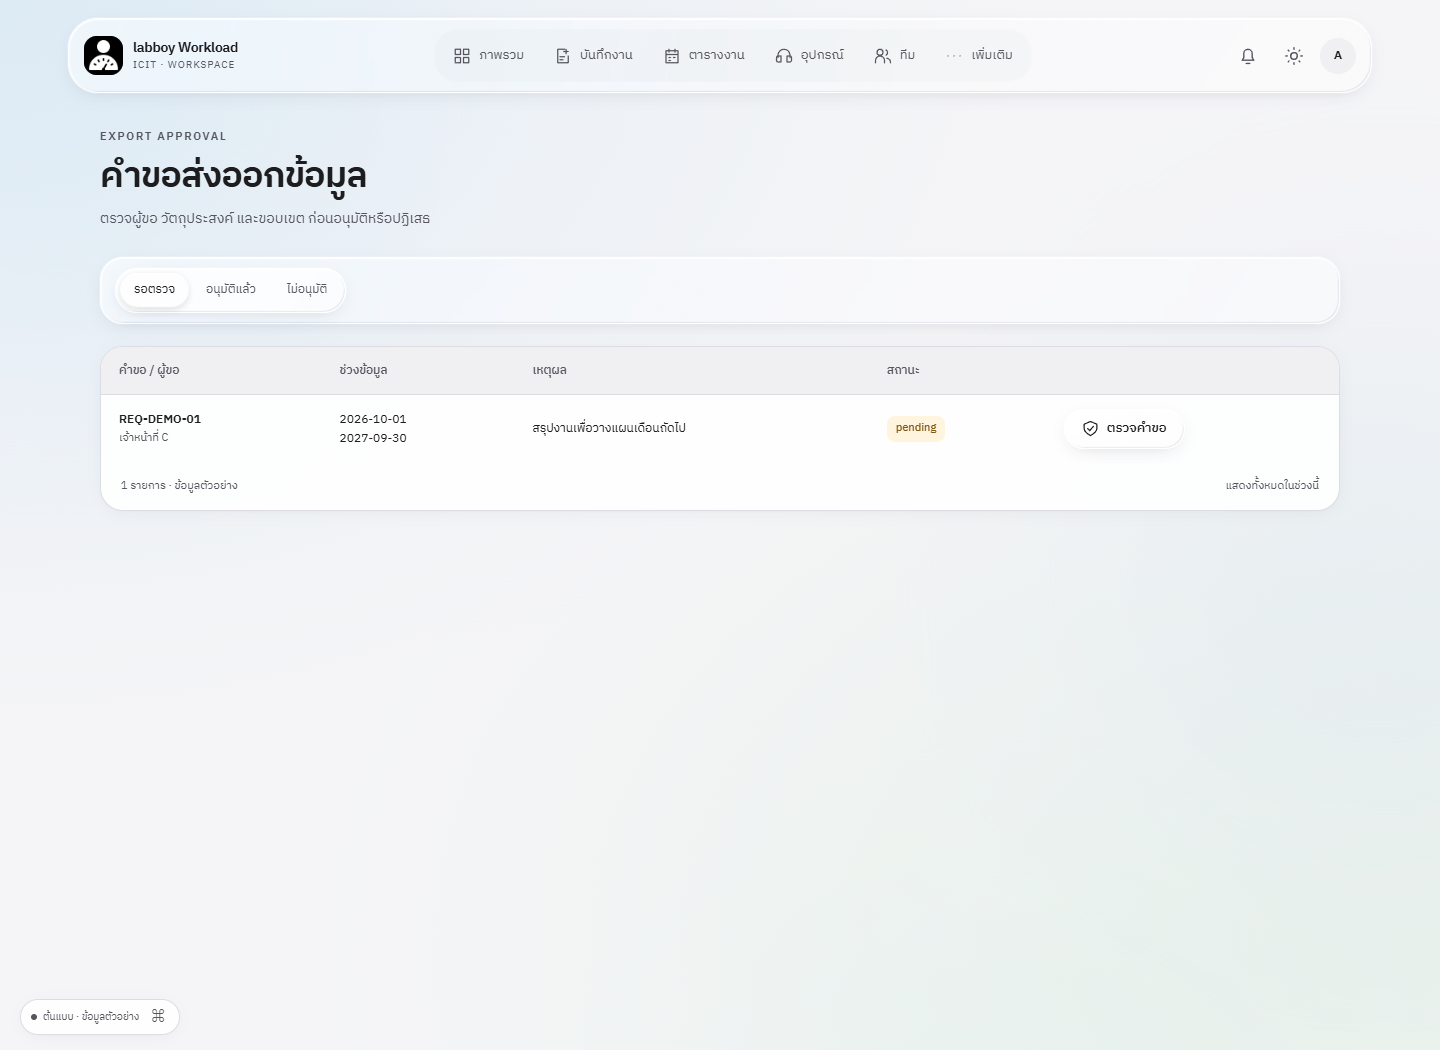 labboy Workload
ICIT · WORKSPACE
ภาพรวม
บันทึกงาน
ตารางงาน
อุปกรณ์
ทีม
··· เพิ่มเติม
A
EXPORT APPROVAL
คำขอส่งออกข้อมูล
ตรวจผู้ขอ วัตถุประสงค์ และขอบเขต ก่อนอนุมัติหรือปฏิเสธ
รอตรวจ
อนุมัติแล้ว
ไม่อนุมัติ
คำขอ / ผู้ขอ
ช่วงข้อมูล
เหตุผล
สถานะ
REQ-DEMO-01
เจ้าหน้าที่ C
2026-10-01
2027-09-30
สรุปงานเพื่อวางแผนเดือนถัดไป
pending
ตรวจคำขอ
1 รายการ · ข้อมูลตัวอย่าง
แสดงทั้งหมดในช่วงนี้
ต้นแบบ · ข้อมูลตัวอย่าง ⌘